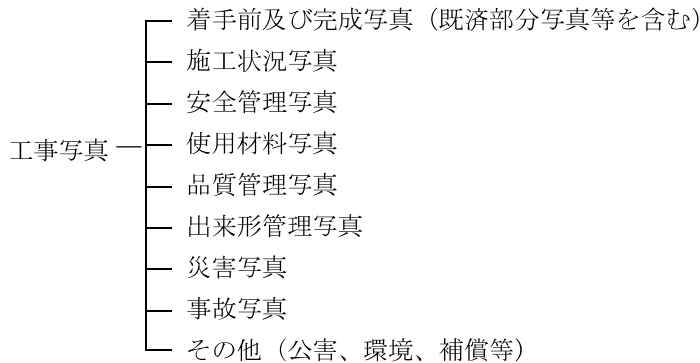 着手前及び完成写真（既済部分写真等を含む）
施工状況写真
安全管理写真
工事写真
使用材料写真
品質管理写真
出来形管理写真
災害写真
事故写真
その他（公害、環境、補償等）